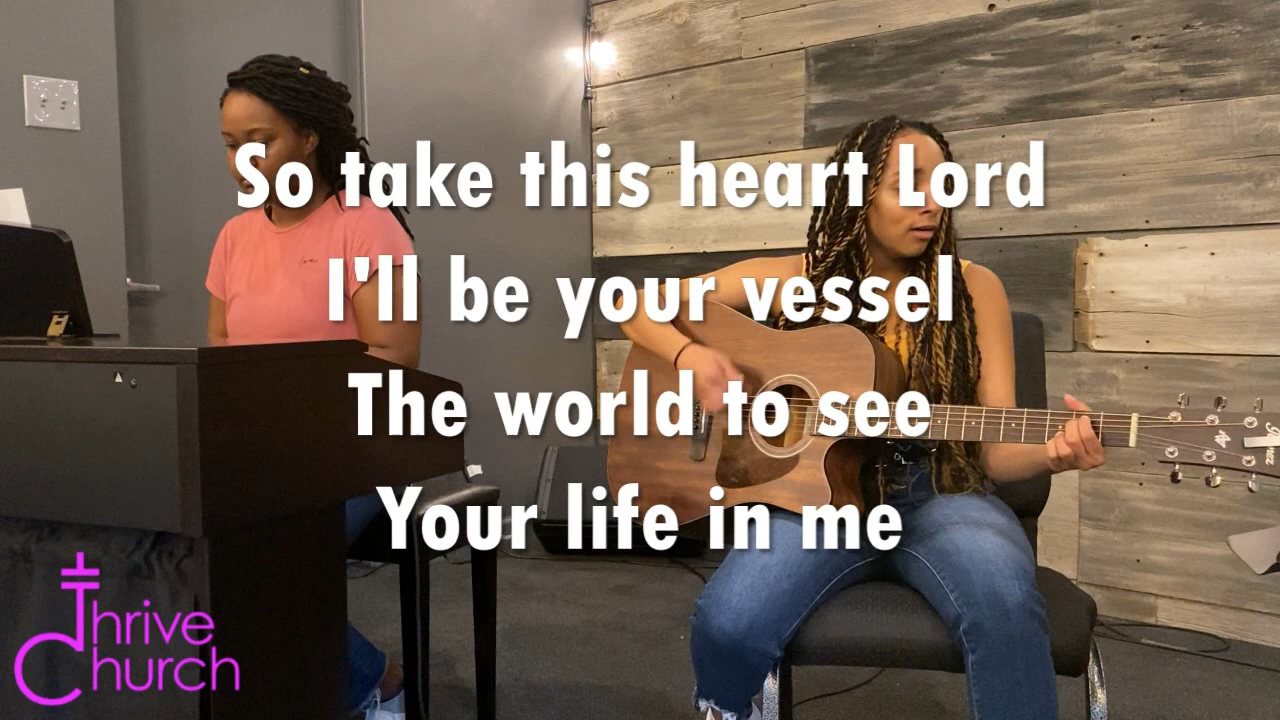 So take this heart Lord
I'll be your vessel
The world to see
Your life in me
Thrive
Church
love